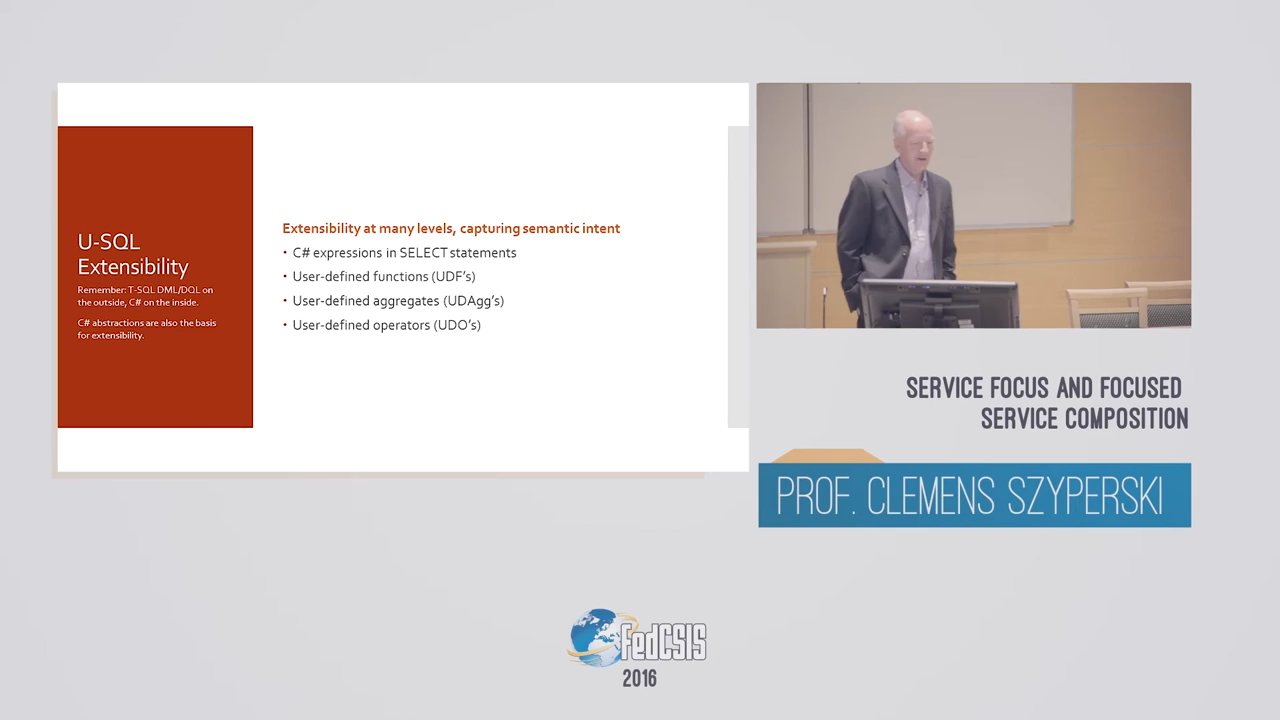 U-SQL
Extensibility
Remember: T-SQL DML/DQL on
the outside, C# on the inside.
C# abstractions are also the basis
for extensibility.
Extensibility at many levels, capturing semantic intent
• C# expressions in SELECT statements
• User-defined functions (UDF's)
• User-defined aggregates (UDAgg's)
• User-defined operators (UDO's)
SERVICE FOCUS AND FOCUSED
SERVICE COMPOSITION
PROF. CLEMENS SZYPERSKI
FedCSIS
2016